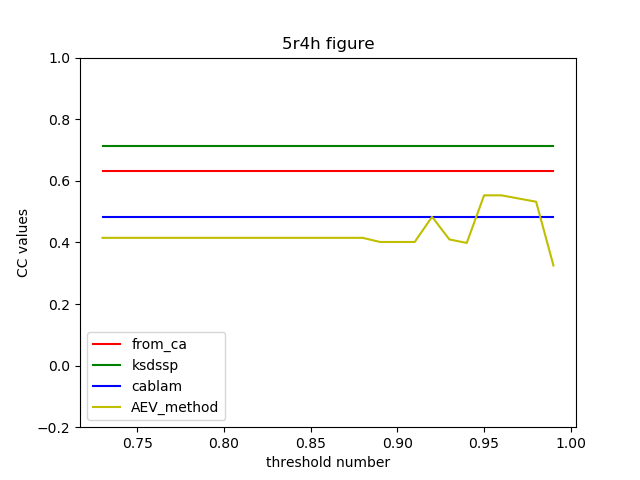 5r4h figure
1.0
0.8
0.6
0.4
0.2
0.0
−0.2
CC values
from_ca
ksdssp
cablam
AEV_method
0.75 0.80 0.85 0.90 0.95 1.00
threshold number